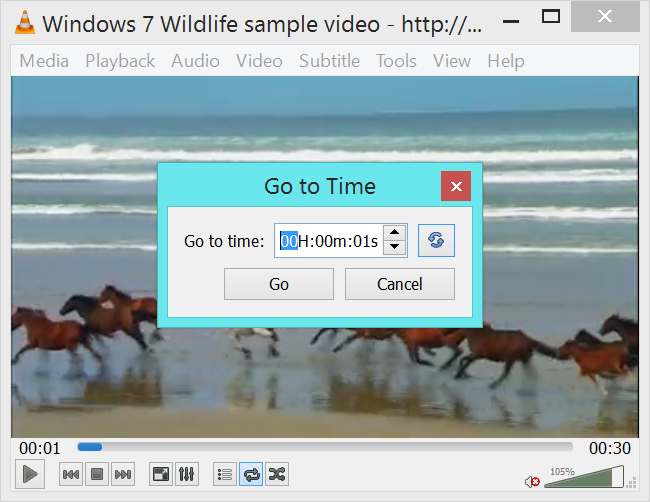 Windows 7 Wildlife sample video - http://...
Media Playback Audio Video Subtitle Tools View Help
Go to Time
Go to time: 00H:00m:01s
Go Cancel
00:01 00:30
105%